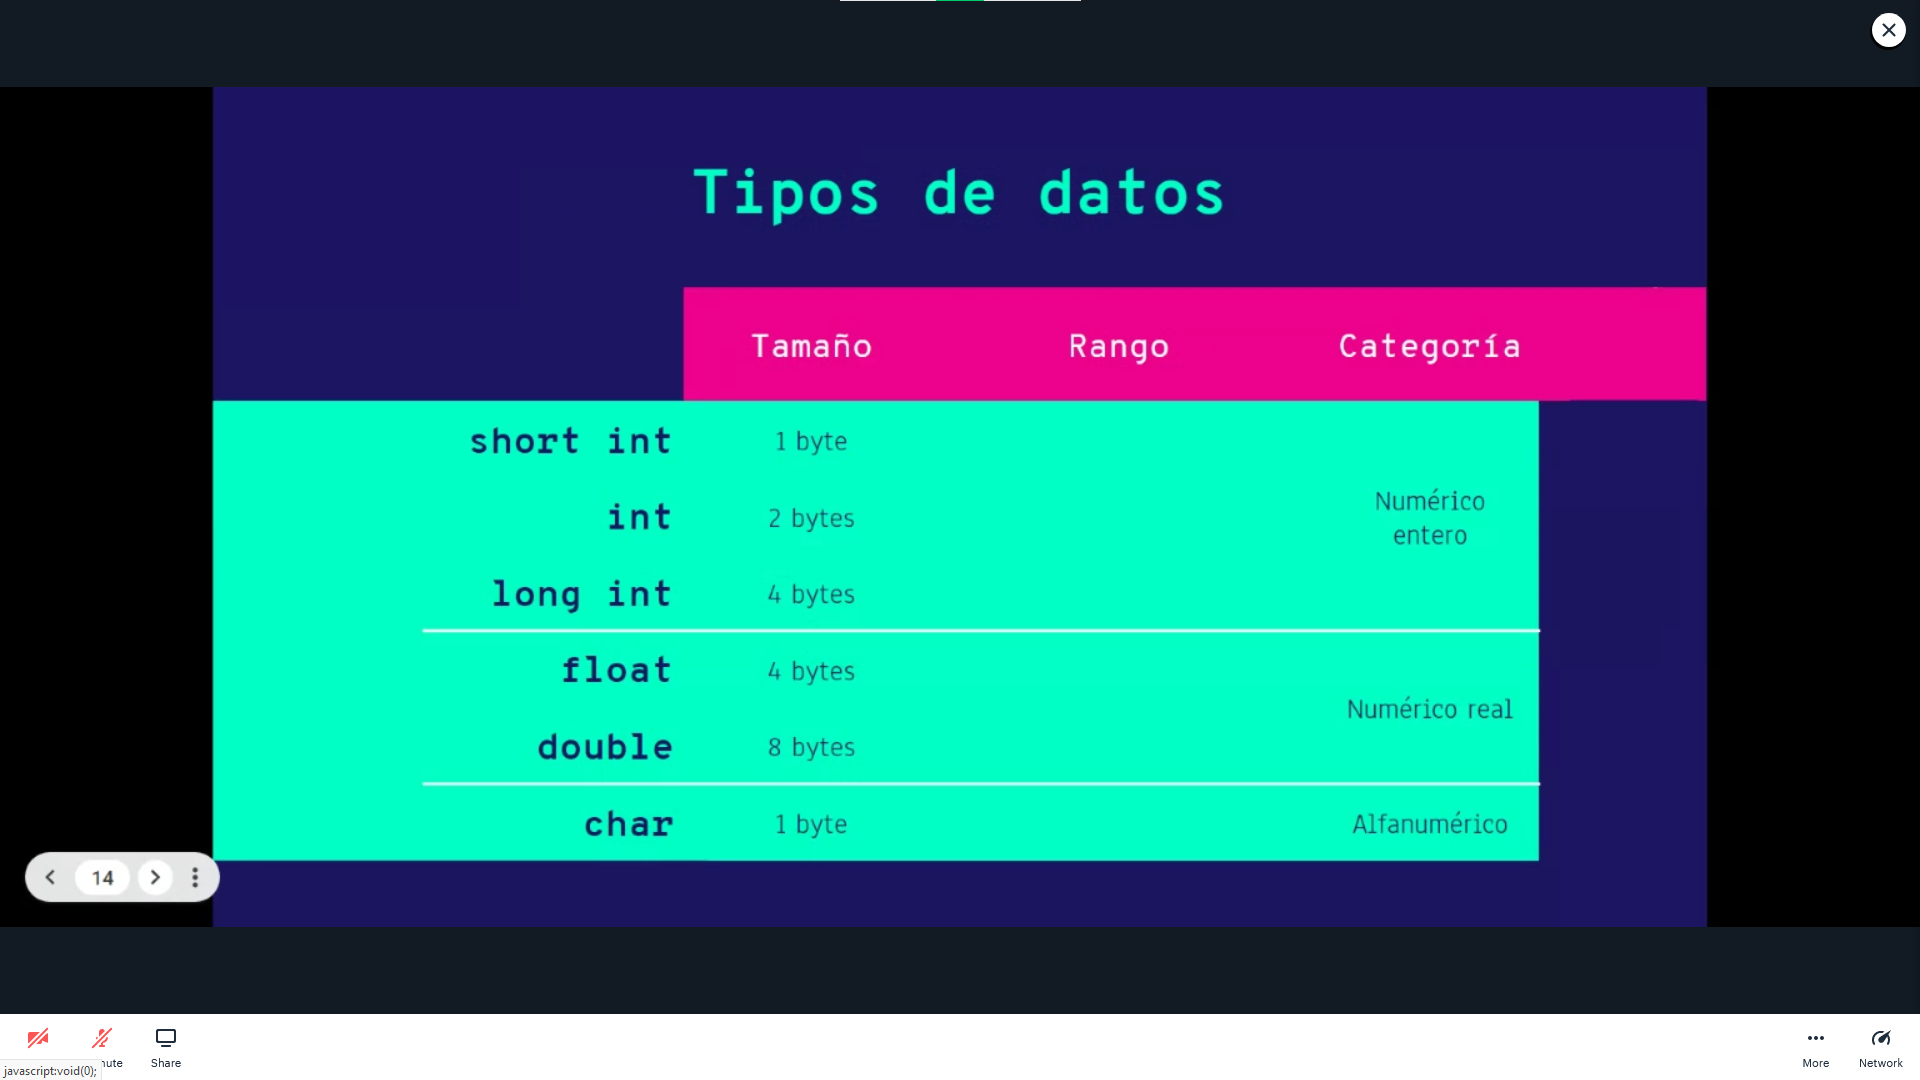 Tipos de datos
Tamaño Rango Categoría
short int 1 byte
int 2 bytes
Numérico
entero
long int 4 bytes
float 4 bytes
Numérico real
double 8 bytes
char 1 byte Alfanumérico
14
nute Share More Network
javascript:void(0);